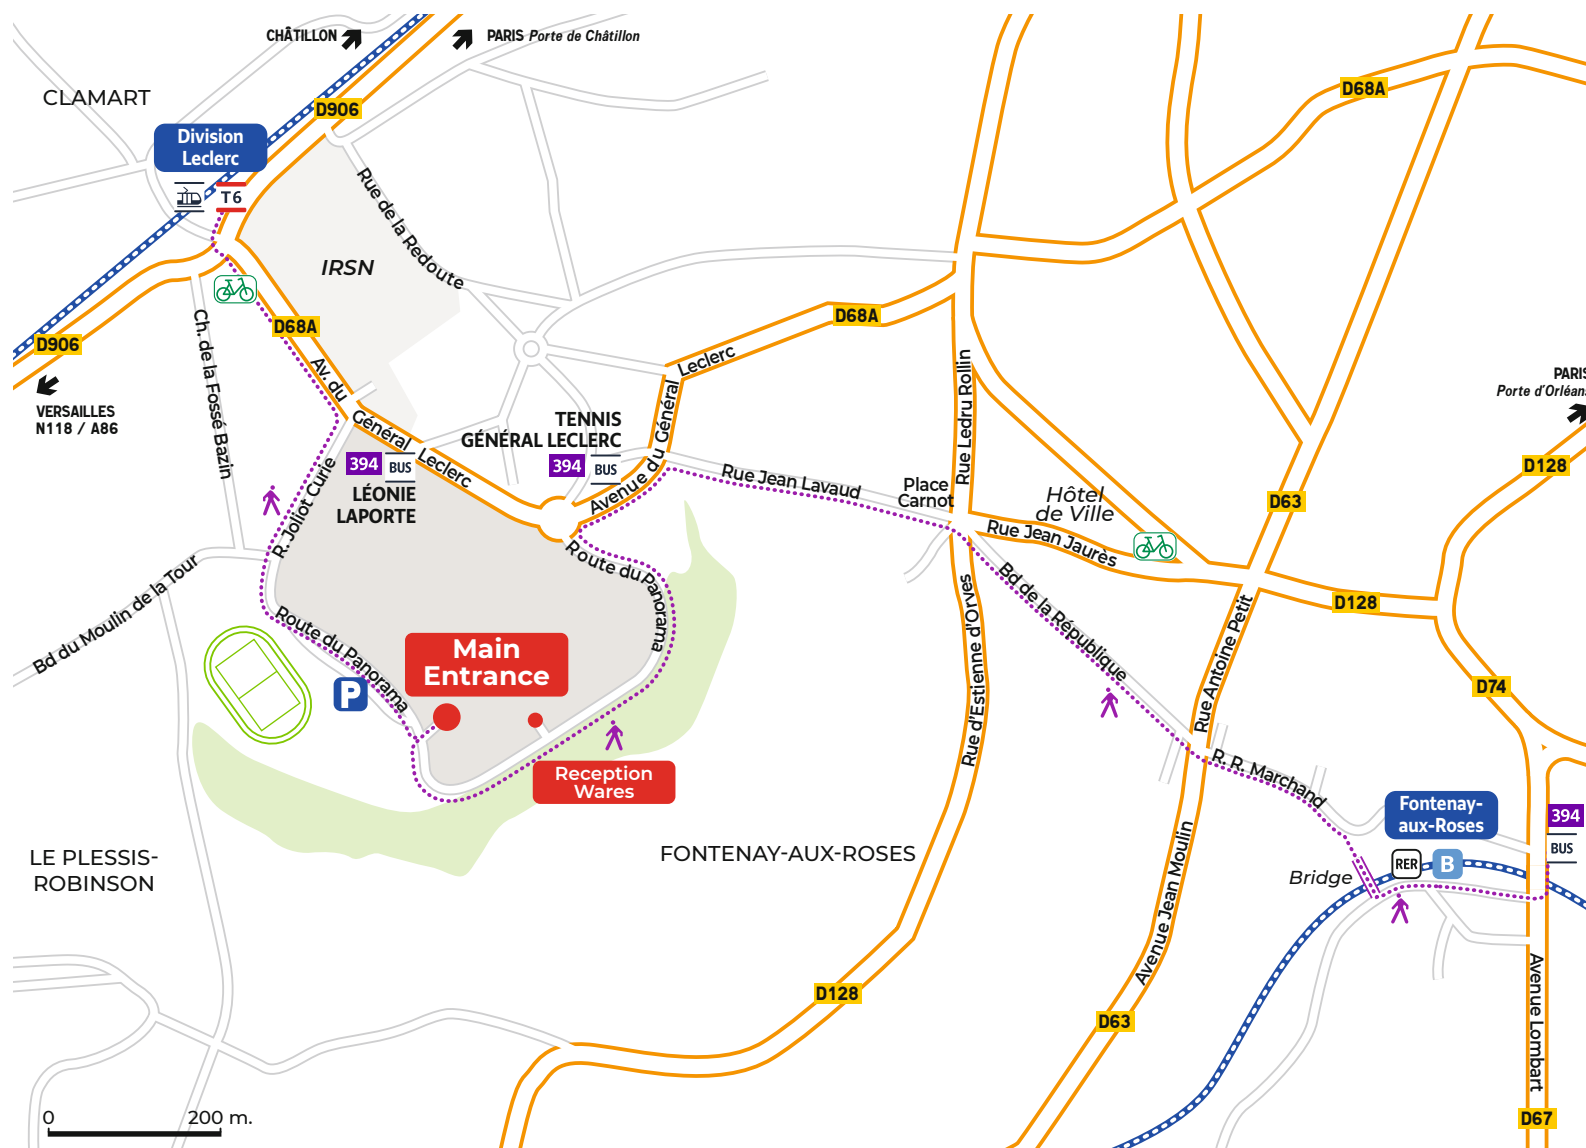 CHÂTILLON
PARIS Porte de Châtillon
CLAMART
D906
D68A
Division
Leclerc
T6
Rue de la Redoute
IRSN
D906
D68A
D68A
Ch. de la Fossé Bazin
Av. du
Général
Leclerc
VERSAILLES
N118 / A86
PARIS
Porte d'Orléans
TENNIS
GÉNÉRAL LECLERC
394
BUS
394
BUS
LÉONIE
LAPORTE
Avenue du Général
Leclerc
Rue Jean Lavaud
Rue Ledru Rollin
Place
Carnot
Hôtel
de Ville
Rue Jean Jaurès
D63
D128
R. Joliot Curie
Route du Panorama
Bd du Moulin de la Tour
Route du Panorama
Main
Entrance
P
Reception
Wares
Bd de la République
Rue d'Estienne d'Orves
Rue Antoine Petit
D128
D74
R. R. Marchand
Fontenay-
aux-Roses
394
BUS
RER
B
Bridge
LE PLESSIS-
ROBINSON
FONTENAY-AUX-ROSES
Avenue Jean Moulin
Avenue Lombart
D128
D63
D67
0
200 m.